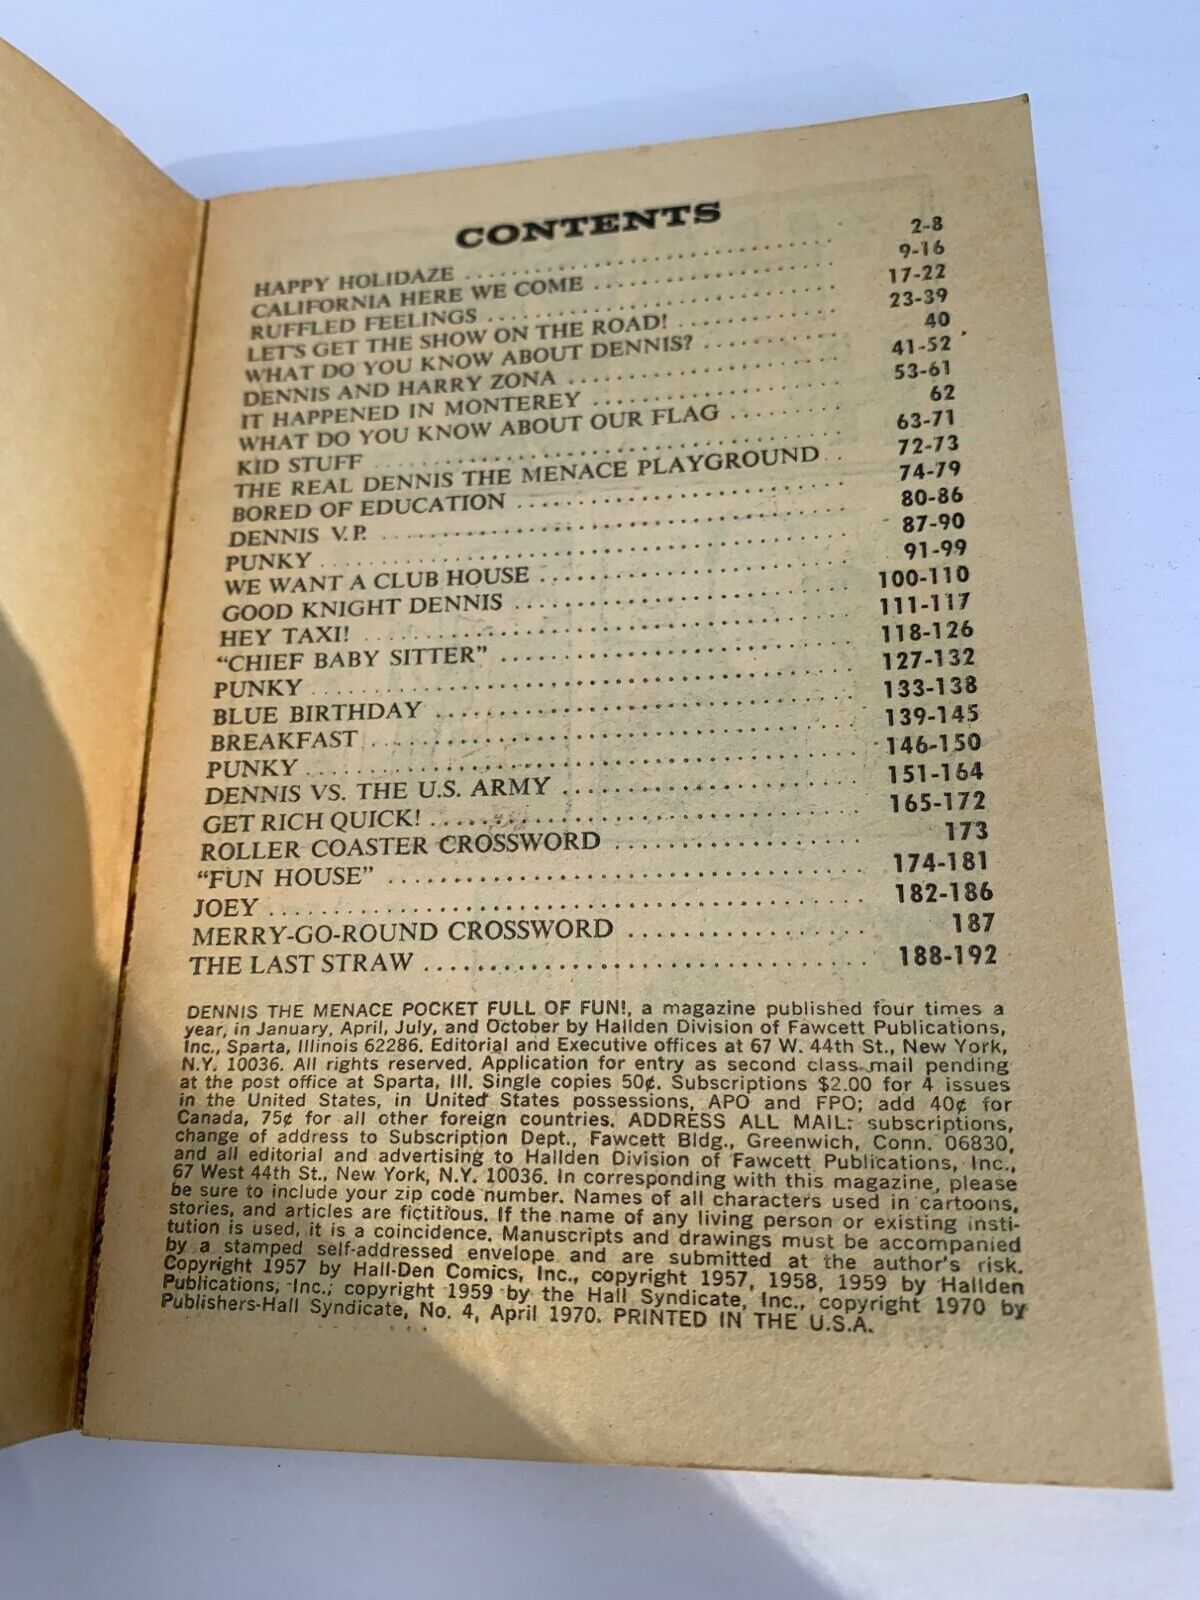 CONTENTS
HAPPY HOLIDAZE .......... 2-8
CALIFORNIA HERE WE COME .......... 9-16
RUFFLED FEELINGS .......... 17-22
LET'S GET THE SHOW ON THE ROAD! .......... 23-39
WHAT DO YOU KNOW ABOUT DENNIS? .......... 40
DENNIS AND HARRY ZONA .......... 41-52
IT HAPPENED IN MONTEREY .......... 53-61
WHAT DO YOU KNOW ABOUT OUR FLAG .......... 62
KID STUFF .......... 63-71
THE REAL DENNIS THE MENACE PLAYGROUND .. 72-73
BORED OF EDUCATION .......... 74-79
DENNIS V.P. .......... 80-86
PUNKY .......... 87-90
WE WANT A CLUB HOUSE .......... 91-99
GOOD KNIGHT DENNIS .......... 100-110
HEY TAXI! .......... 111-117
"CHIEF BABY SITTER" .......... 118-126
PUNKY .......... 127-132
BLUE BIRTHDAY .......... 133-138
BREAKFAST .......... 139-145
PUNKY .......... 146-150
DENNIS VS. THE U.S. ARMY .......... 151-164
GET RICH QUICK! .......... 165-172
ROLLER COASTER CROSSWORD .......... 173
"FUN HOUSE" .......... 174-181
JOEY .......... 182-186
MERRY-GO-ROUND CROSSWORD .......... 187
THE LAST STRAW .......... 188-192
DENNIS THE MENACE POCKET FULL OF FUN!, a magazine published four times a
year, in January, April, July, and October by Hallden Division of Fawcett Publications,
Inc., Sparta, Illinois 62286. Editorial and Executive offices at 67 W. 44th St., New York,
N.Y. 10036. All rights reserved. Application for entry as second class mail pending
at the post office at Sparta, Ill. Single copies 50¢. Subscriptions $2.00 for 4 issues
in the United States, in United States possessions, APO and FPO; add 40¢ for
Canada, 75¢ for all other foreign countries. ADDRESS ALL MAIL: subscriptions,
change of address to Subscription Dept., Fawcett Bldg., Greenwich, Conn. 06830,
and all editorial and advertising to Hallden Division of Fawcett Publications, Inc.,
67 West 44th St., New York, N.Y. 10036. In corresponding with this magazine, please
be sure to include your zip code number. Names of all characters used in cartoons,
stories, and articles are fictitious. If the name of any living person or existing insti-
tution is used, it is a coincidence. Manuscripts and drawings must be accompanied
by a stamped self-addressed envelope and are submitted at the author's risk.
Copyright 1957 by Hall-Den Comics, Inc., copyright 1957, 1958, 1959 by Hallden
Publications, Inc.; copyright 1959 by the Hall Syndicate, Inc., copyright 1970 by
Publishers-Hall Syndicate, No. 4, April 1970. PRINTED IN THE U.S.A.